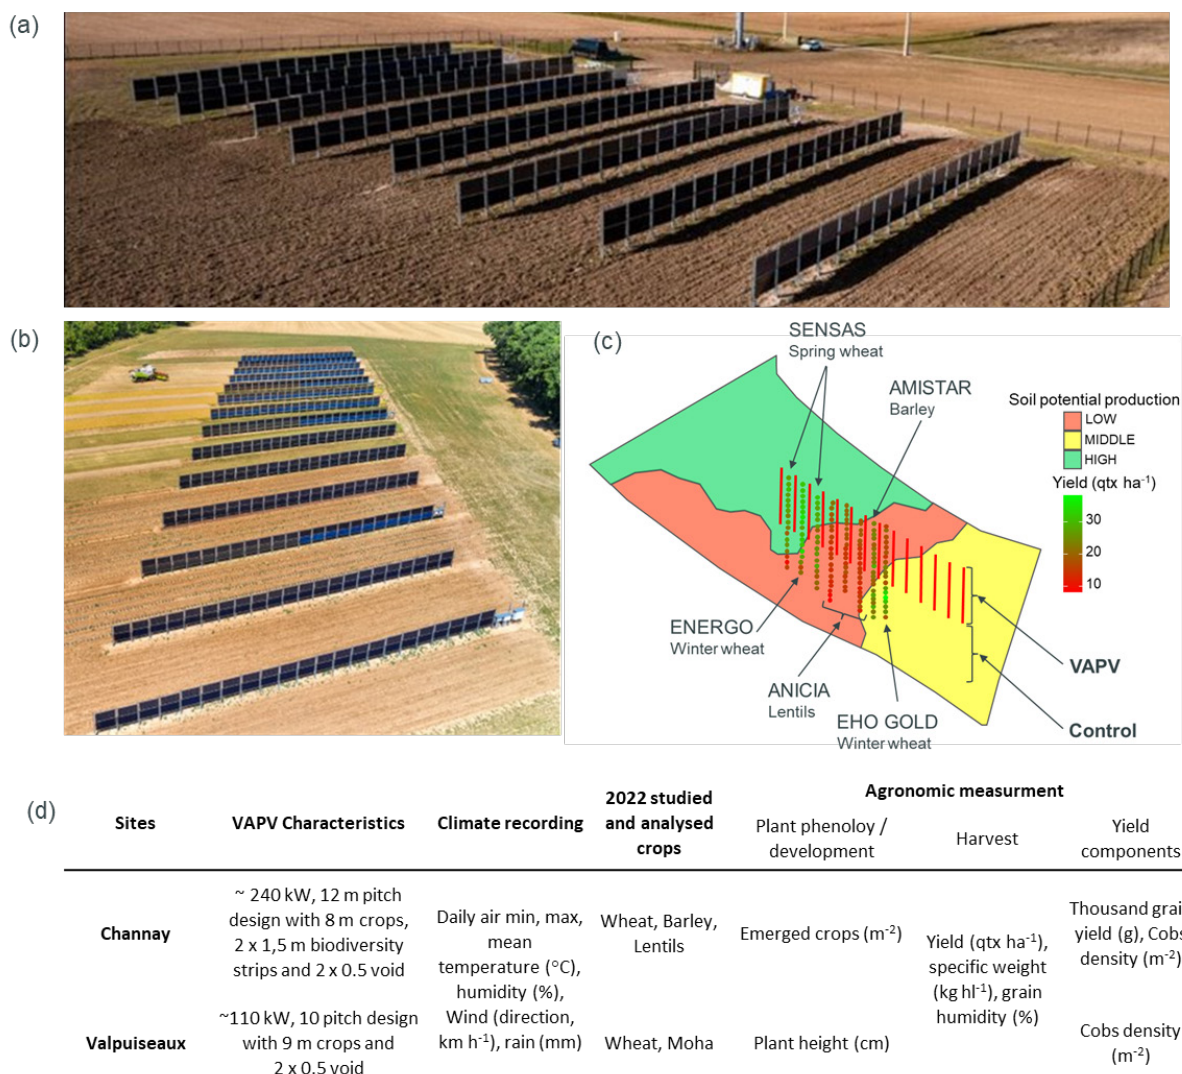 (a)
(b)
(c)
SENSAS
Spring wheat
AMISTAR
Barley
Soil potential production
LOW
MIDDLE
HIGH
Yield (qtx ha⁻¹)
30
20
10
ENERGO
Winter wheat
ANICIA
Lentils
EHO GOLD
Winter wheat
VAPV
Control
(d)
Sites
VAPV Characteristics
Climate recording
2022 studied
and analysed
crops
Agronomic measurment
Plant phenoloy /
development
Harvest
Yield
components
Channay
~ 240 kW, 12 m pitch
design with 8 m crops,
2 x 1,5 m biodiversity
strips and 2 x 0.5 void
Daily air min, max,
mean
temperature (°C),
humidity (%),
Wind (direction,
km h⁻¹), rain (mm)
Wheat, Barley,
Lentils
Emerged crops (m⁻²)
Yield (qtx ha⁻¹),
specific weight
(kg hl⁻¹), grain
humidity (%)
Thousand grai
yield (g), Cobs
density (m⁻²)
Valpuiseaux
~110 kW, 10 pitch design
with 9 m crops and
2 x 0.5 void
Wheat, Moha
Plant height (cm)
Cobs density
(m⁻²)